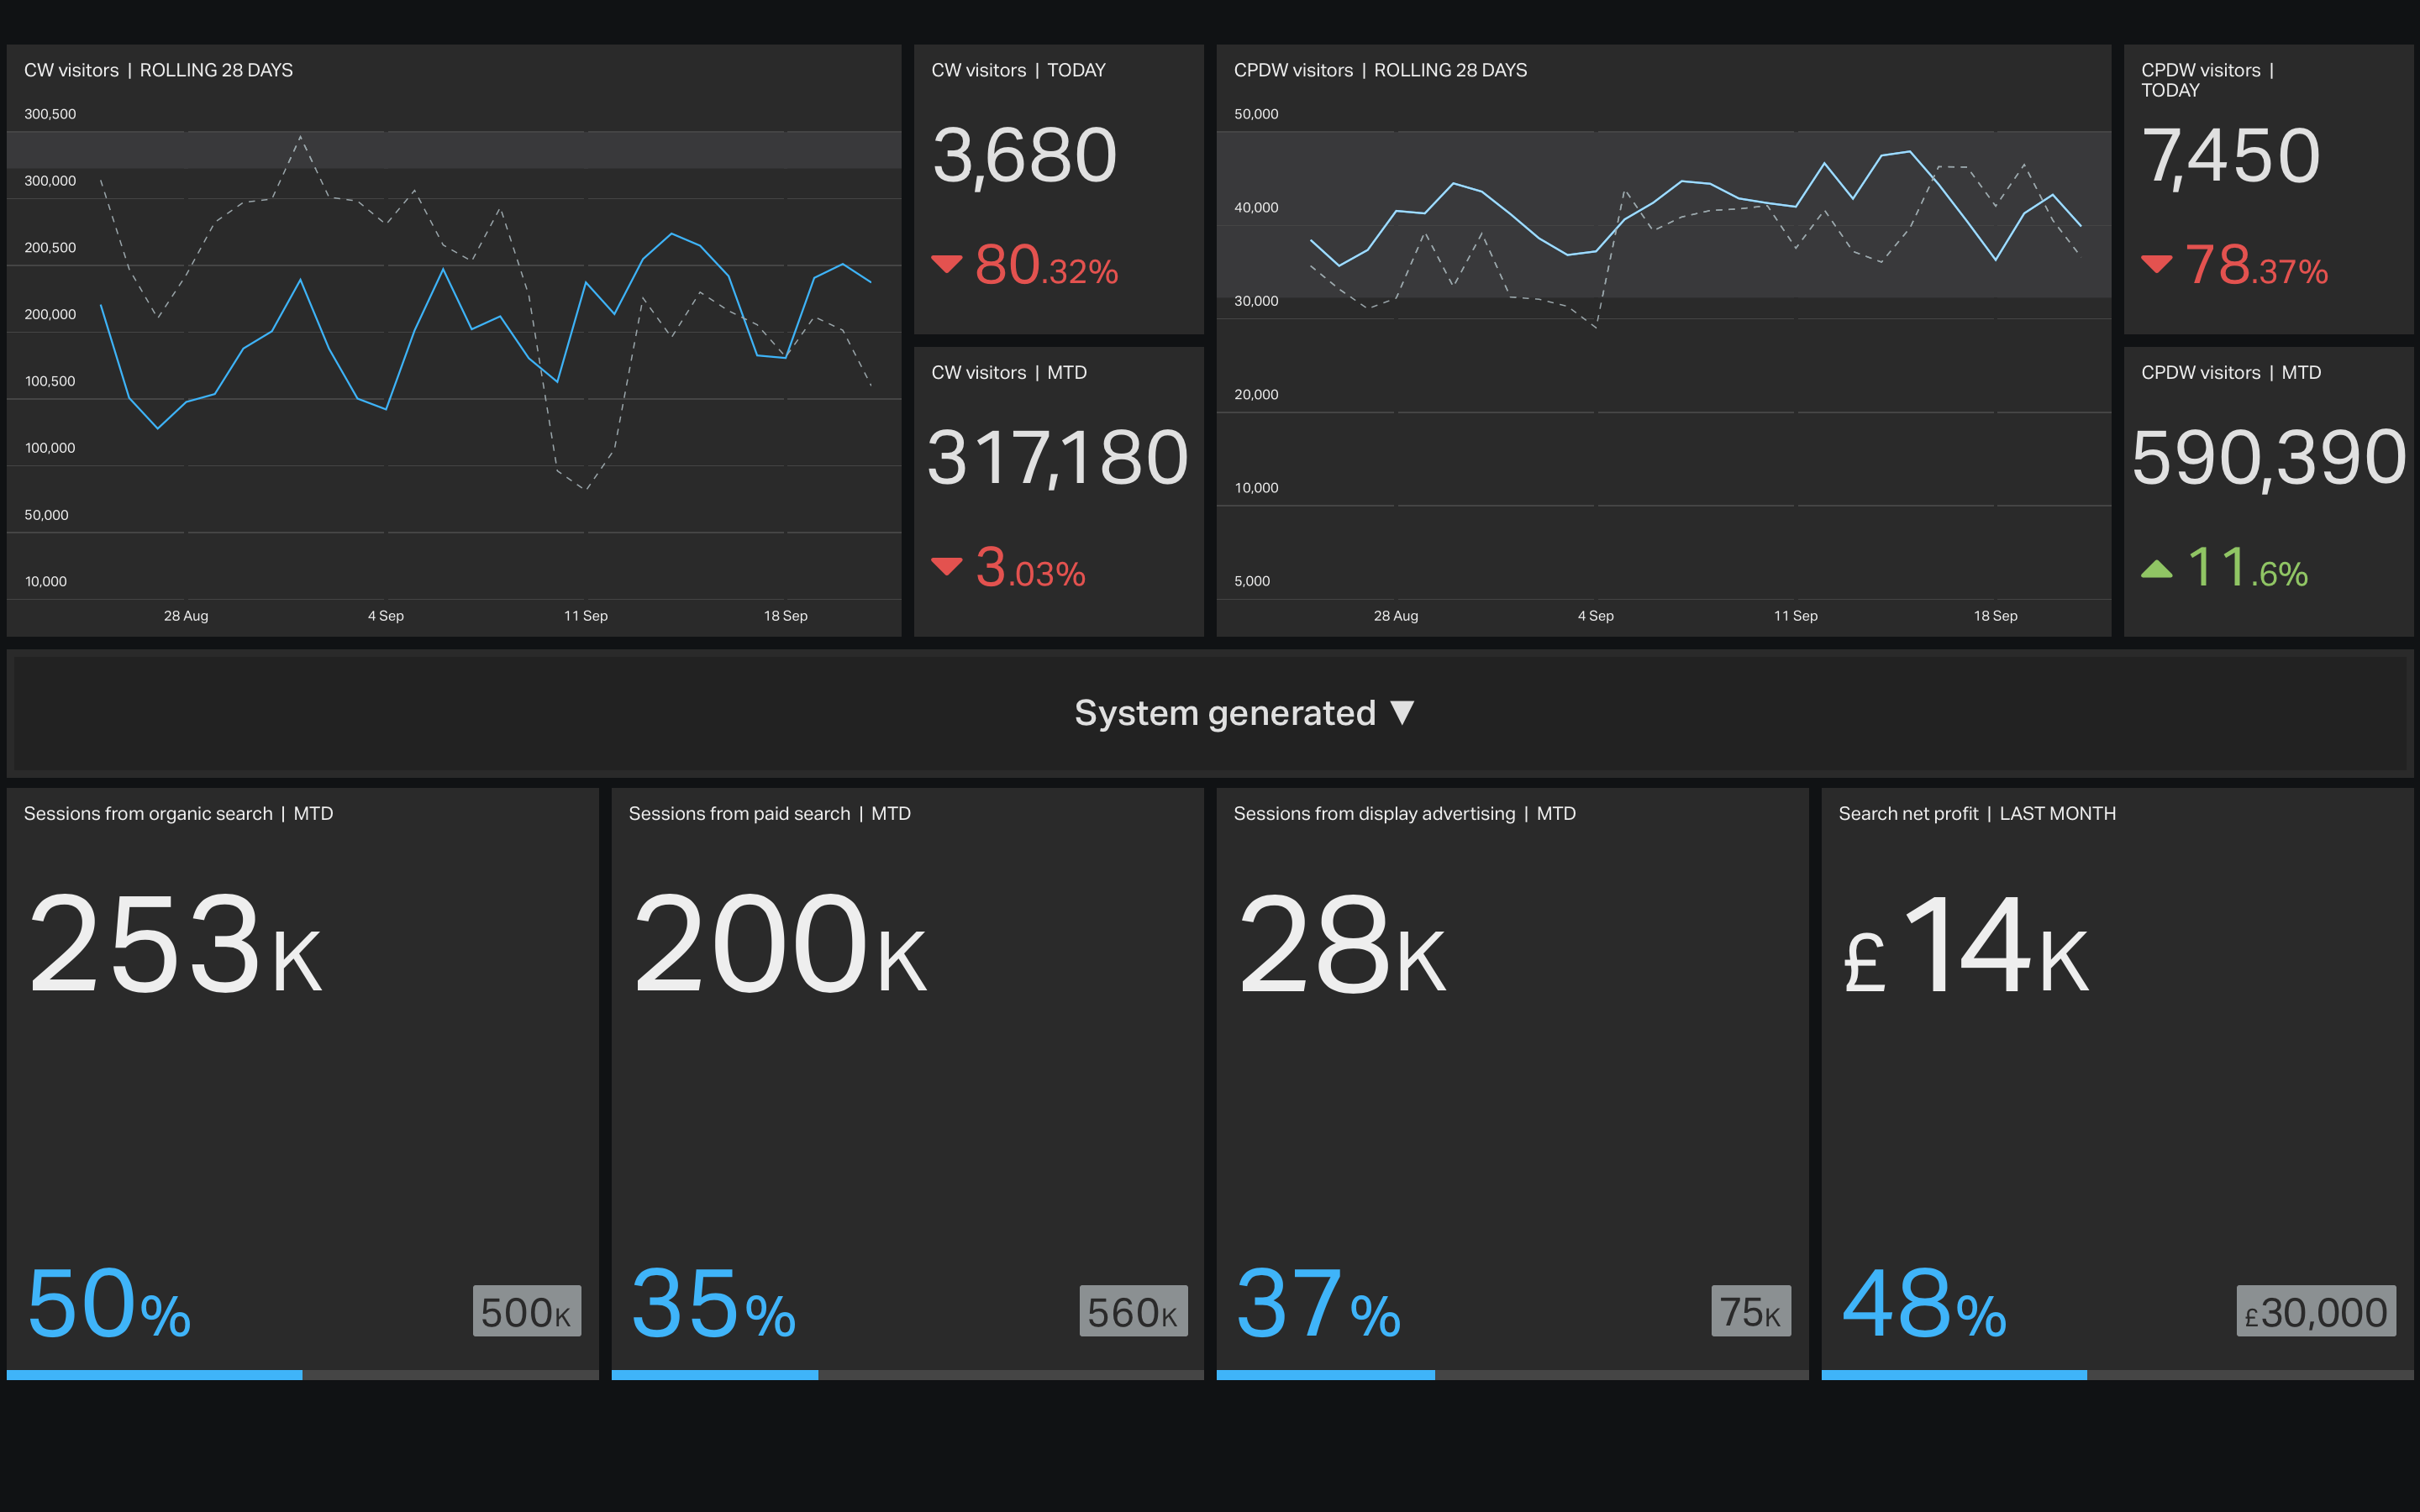 CW visitors | ROLLING 28 DAYS
300,500
300,000
200,500
200,000
100,500
100,000
50,000
10,000
28 Aug 4 Sep 11 Sep 18 Sep
CW visitors | TODAY
3,680
▼ 80.32%
CW visitors | MTD
317,180
▼ 3.03%
CPDW visitors | ROLLING 28 DAYS
50,000
40,000
30,000
20,000
10,000
5,000
28 Aug 4 Sep 11 Sep 18 Sep
CPDW visitors |
TODAY
7,450
▼ 78.37%
CPDW visitors | MTD
590,390
▲ 11.6%
System generated ▼
Sessions from organic search | MTD
253K
50% 500K
Sessions from paid search | MTD
200K
35% 560K
Sessions from display advertising | MTD
28K
37% 75K
Search net profit | LAST MONTH
£14K
48% £30,000